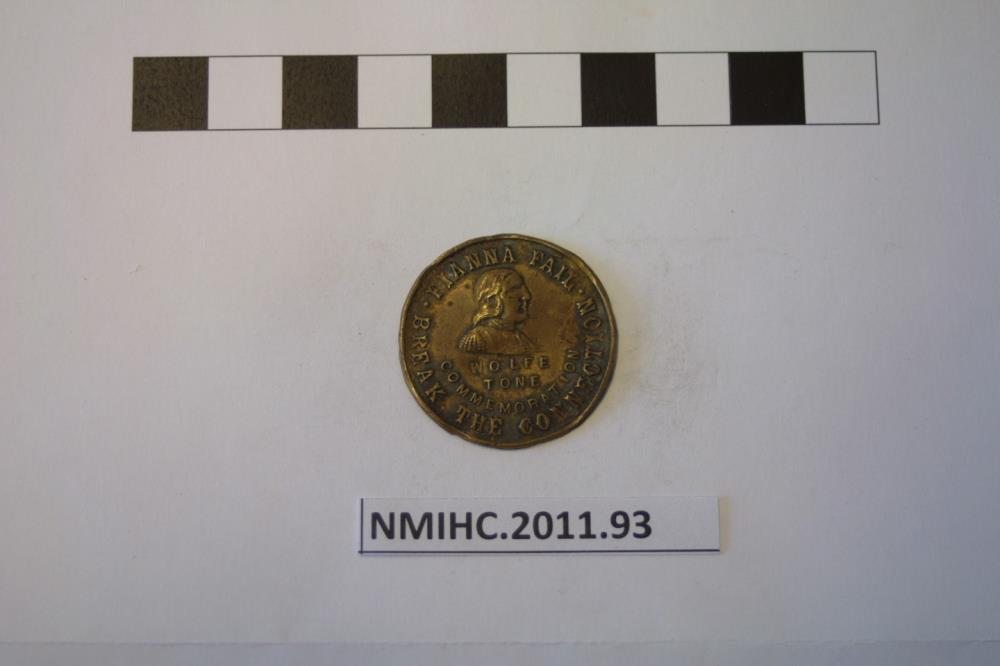 · FIANNA FAIL ·
BREAK THE CONNECTION
WOLFE
TONE
COMMEMORATION
NMIHC.2011.93